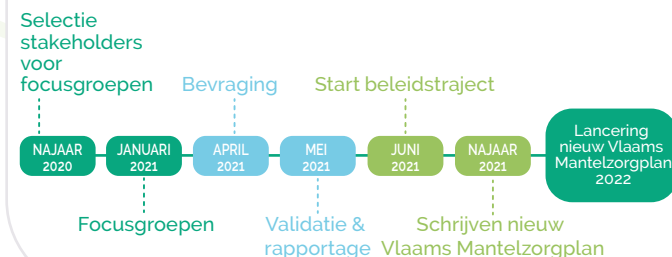 Selectie
stakeholders
voor
focusgroepen
Bevraging
Start beleidstraject
NAJAAR
2020
JANUARI
2021
APRIL
2021
MEI
2021
JUNI
2021
NAJAAR
2021
Lancering
nieuw Vlaams
Mantelzorgplan
2022
Focusgroepen
Validatie &
rapportage
Schrijven nieuw
Vlaams Mantelzorgplan